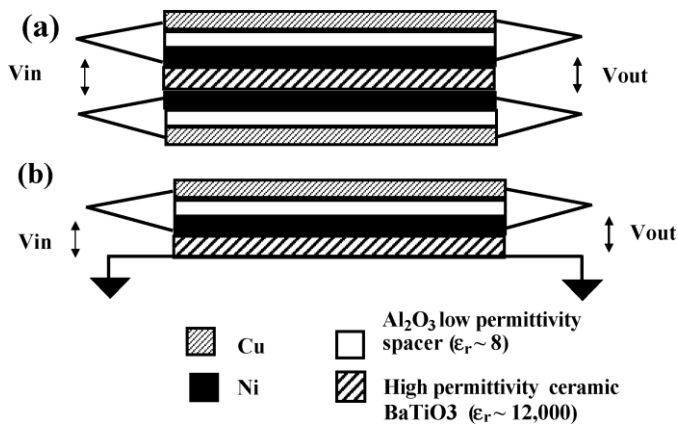 (a)
Vin
Vout
(b)
Vin
Vout
Cu
Al2O3 low permittivity
spacer (εr ~ 8)
Ni
High permittivity ceramic
BaTiO3 (εr ~ 12,000)